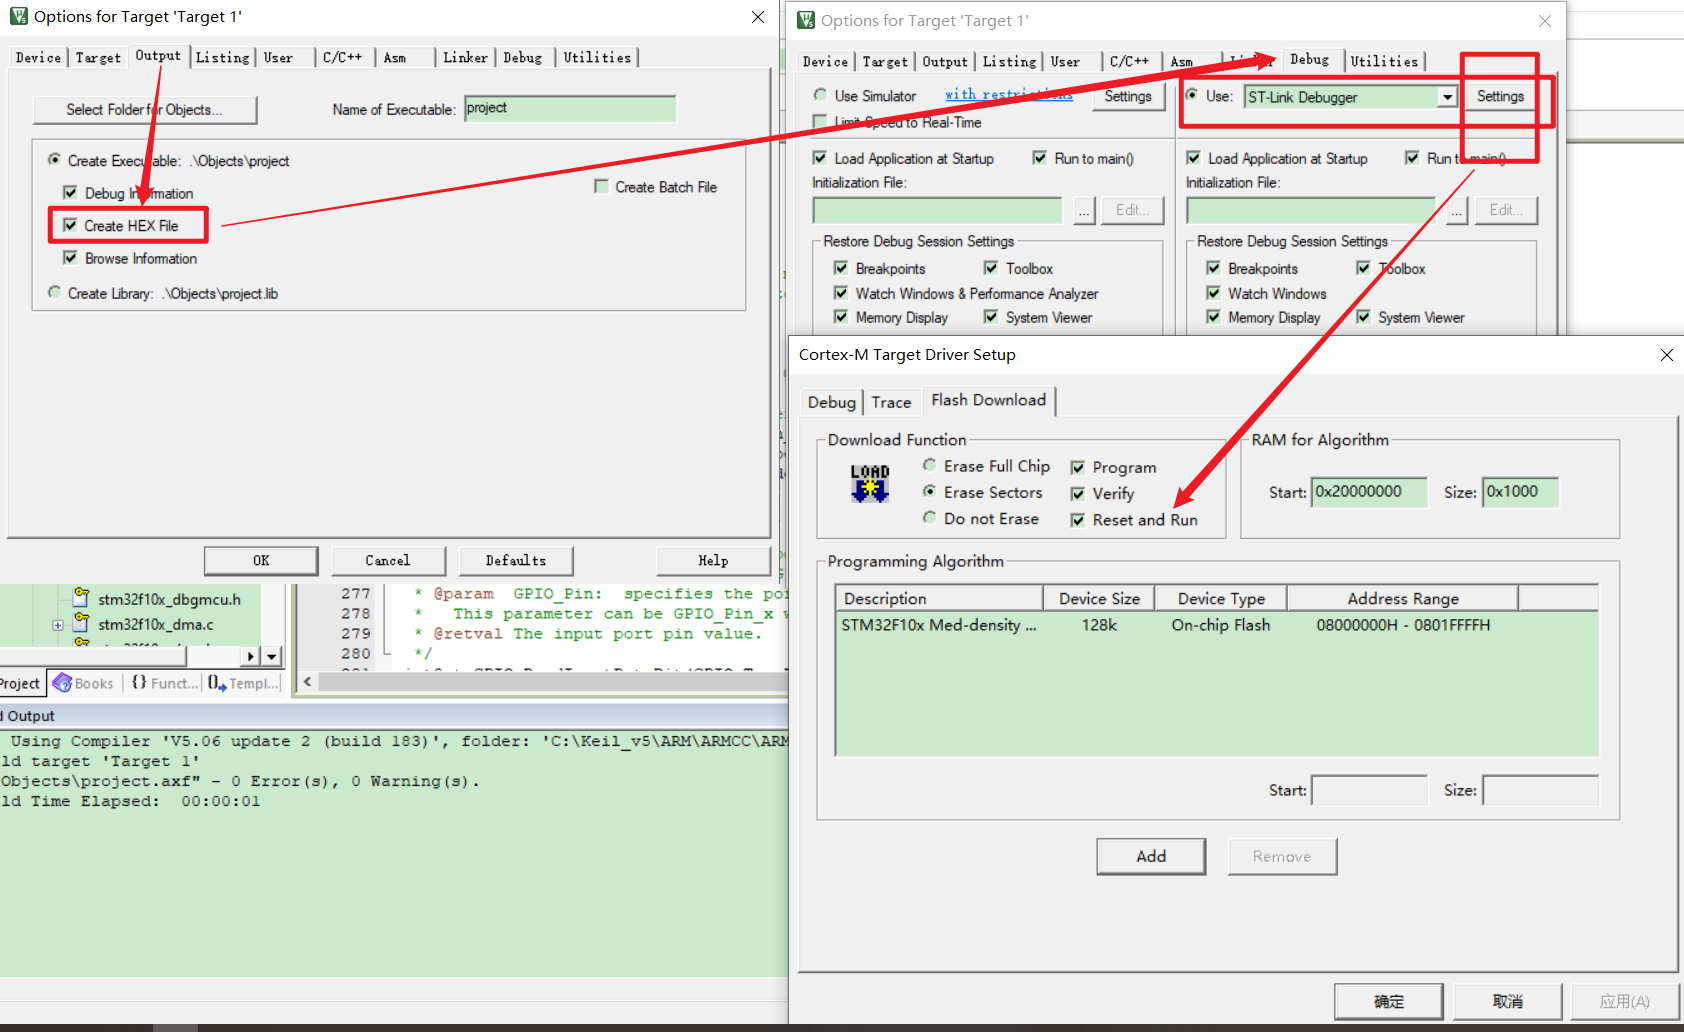 Options for Target 'Target 1'
Device Target Output Listing User C/C++ Asm Linker Debug Utilities
Select Folder for Objects...
Name of Executable: project
Create Executable: .\Objects\project
Debug Information
Create Batch File
Create HEX File
Browse Information
Create Library: .\Objects\project.lib
OK Cancel Defaults Help
Options for Target 'Target 1'
Device Target Output Listing User C/C++ Asm Linker Debug Utilities
Use Simulator with restrictions Settings
Limit Speed to Real-Time
Use: ST-Link Debugger Settings
Load Application at Startup Run to main()
Initialization File:
... Edit...
Restore Debug Session Settings
Breakpoints Toolbox
Watch Windows & Performance Analyzer
Memory Display System Viewer
Load Application at Startup Run to main()
Initialization File:
... Edit...
Restore Debug Session Settings
Breakpoints Toolbox
Watch Windows
Memory Display System Viewer
Cortex-M Target Driver Setup
Debug Trace Flash Download
Download Function
LOAD
Erase Full Chip Program
Erase Sectors Verify
Do not Erase Reset and Run
RAM for Algorithm
Start: 0x20000000 Size: 0x1000
Programming Algorithm
Description Device Size Device Type Address Range
STM32F10x Med-density ... 128k On-chip Flash 08000000H - 0801FFFFH
Start: Size:
Add Remove
确定 取消 应用(A)
stm32f10x_dbgmcu.h
stm32f10x_dma.c
277 * @param GPIO_Pin: specifies the por
278 * This parameter can be GPIO_Pin_x w
279 * @retval The input port pin value.
280 */
Project Books {} Funct... Templ...
d Output
Using Compiler 'V5.06 update 2 (build 183)', folder: 'C:\Keil_v5\ARM\ARMCC\ARM
ld target 'Target 1'
Objects\project.axf" - 0 Error(s), 0 Warning(s).
ld Time Elapsed: 00:00:01